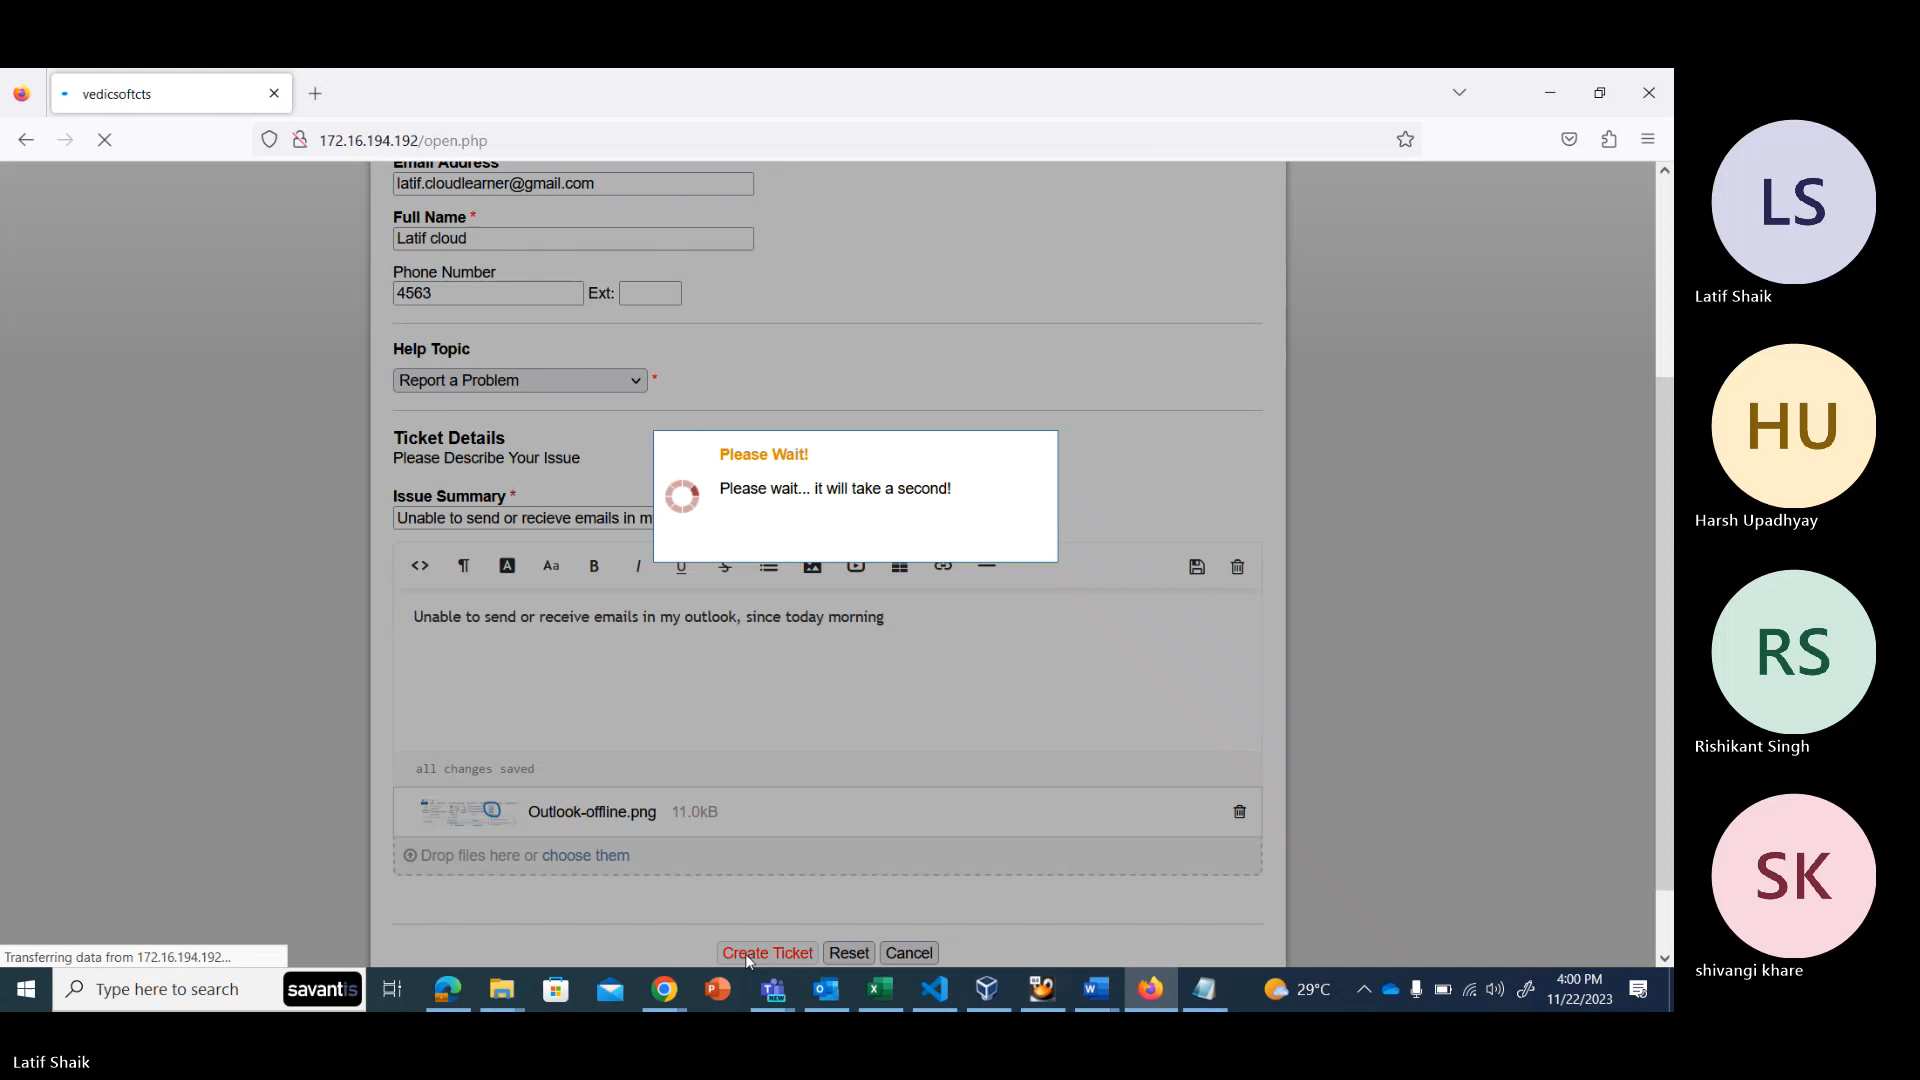 vedicsoftcts
172.16.194.192/open.php
Email Address
latif.cloudlearner@gmail.com
Full Name *
Latif cloud
Phone Number
4563 Ext:
Help Topic
Report a Problem *
Ticket Details
Please Describe Your Issue
Please Wait!
Please wait... it will take a second!
Issue Summary *
Unable to send or recieve emails in m
Aa B I U S
Unable to send or receive emails in my outlook, since today morning
all changes saved
Outlook-offline.png 11.0kB
Drop files here or choose them
Create Ticket Reset Cancel
Transferring data from 172.16.194.192...
Type here to search
savantis
NEW
29°C
4:00 PM
11/22/2023
LS
Latif Shaik
HU
Harsh Upadhyay
RS
Rishikant Singh
SK
shivangi khare
Latif Shaik